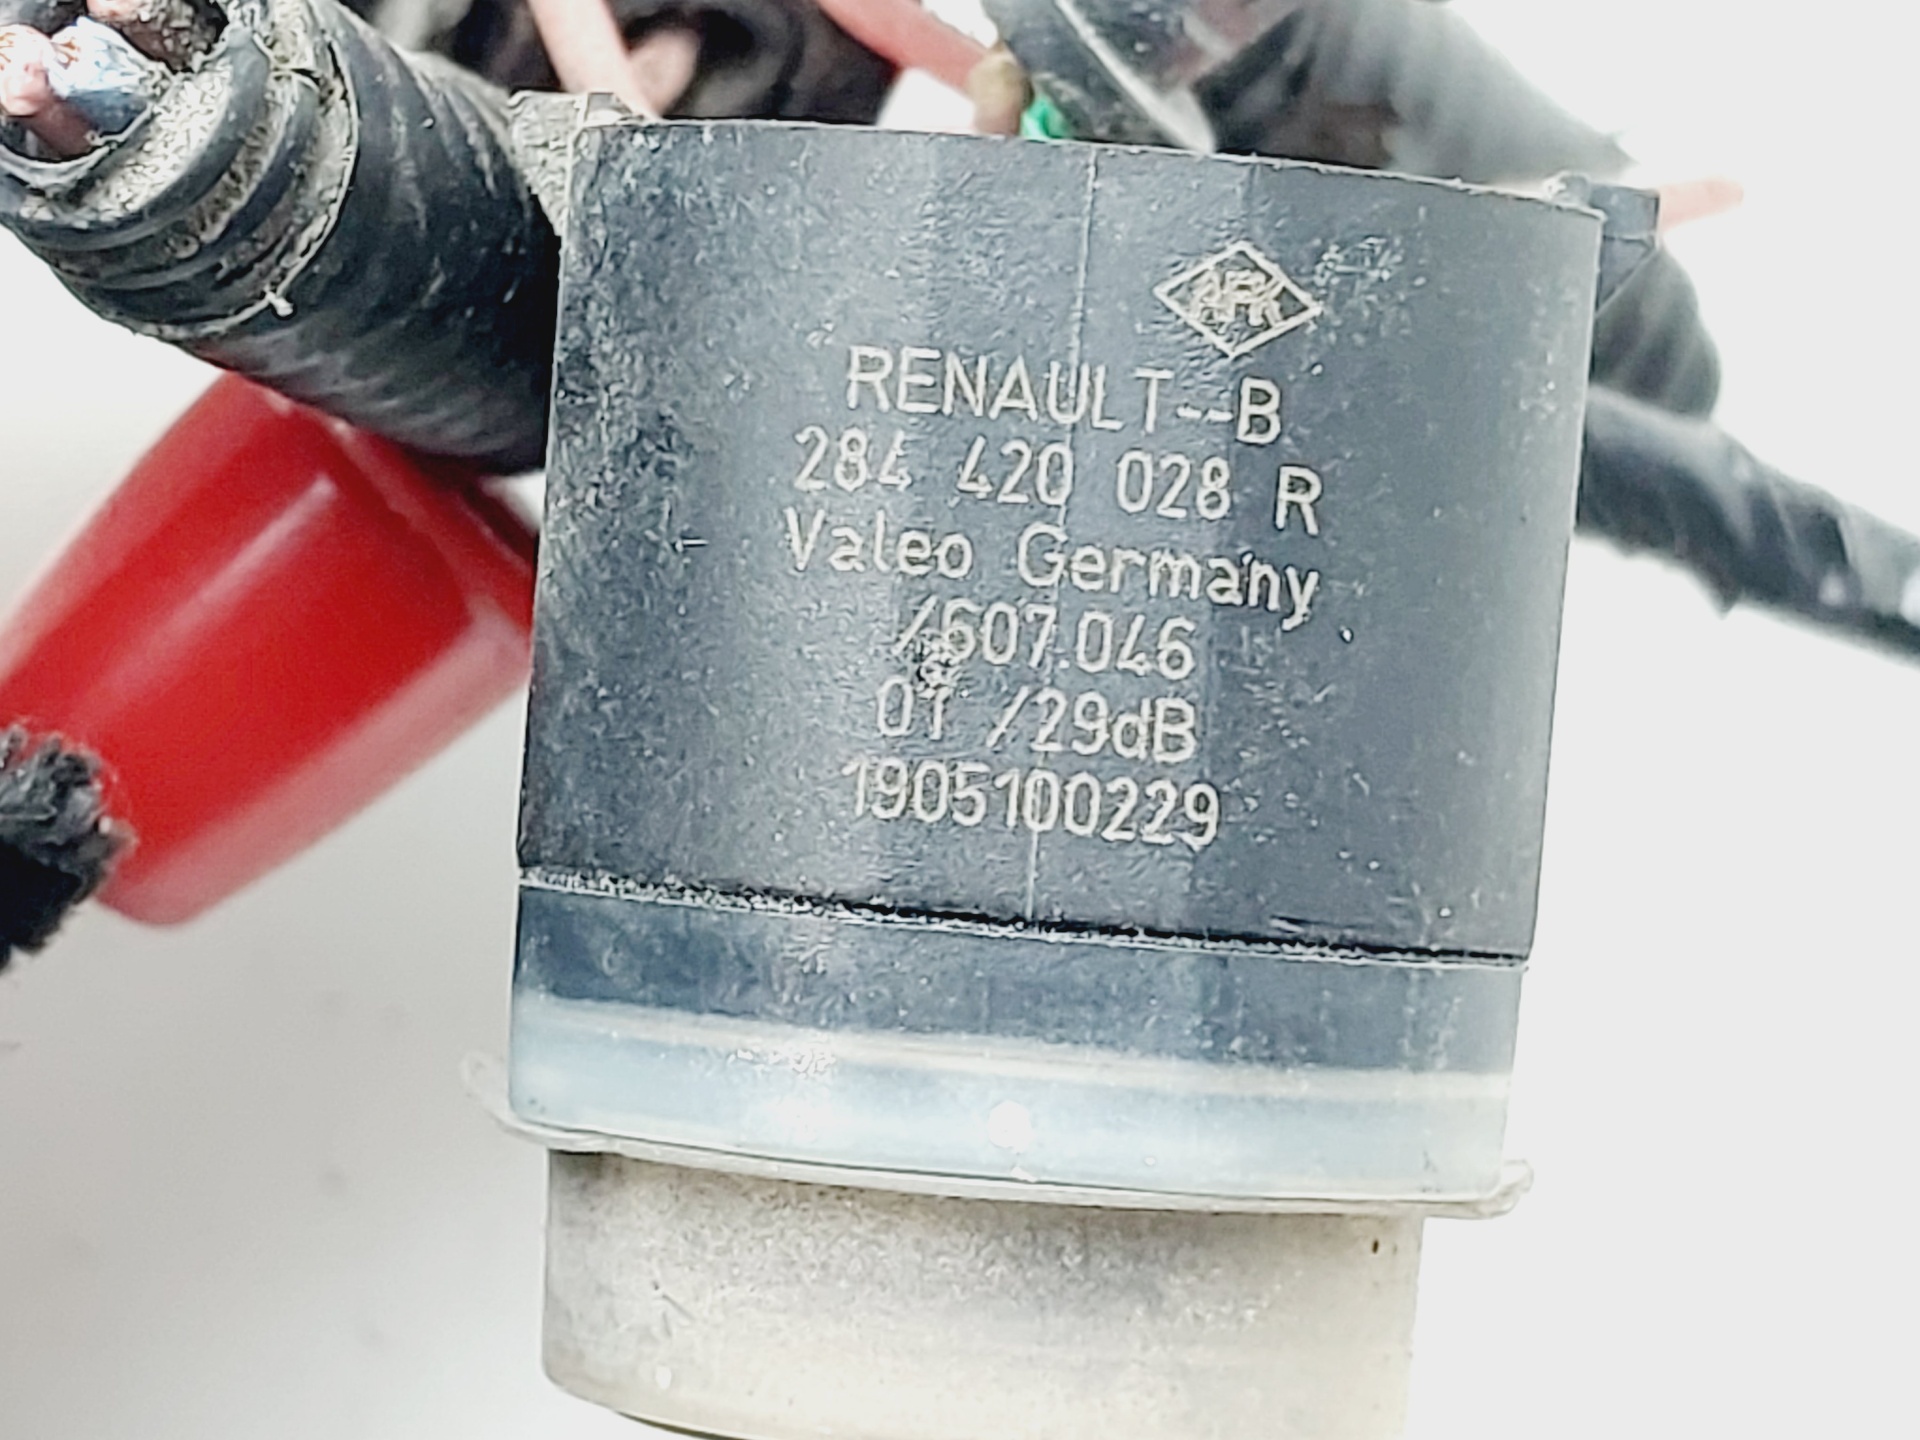 RENAULT--B
284 420 028 R
Valeo Germany
/607.046
01 /29dB
1905100229